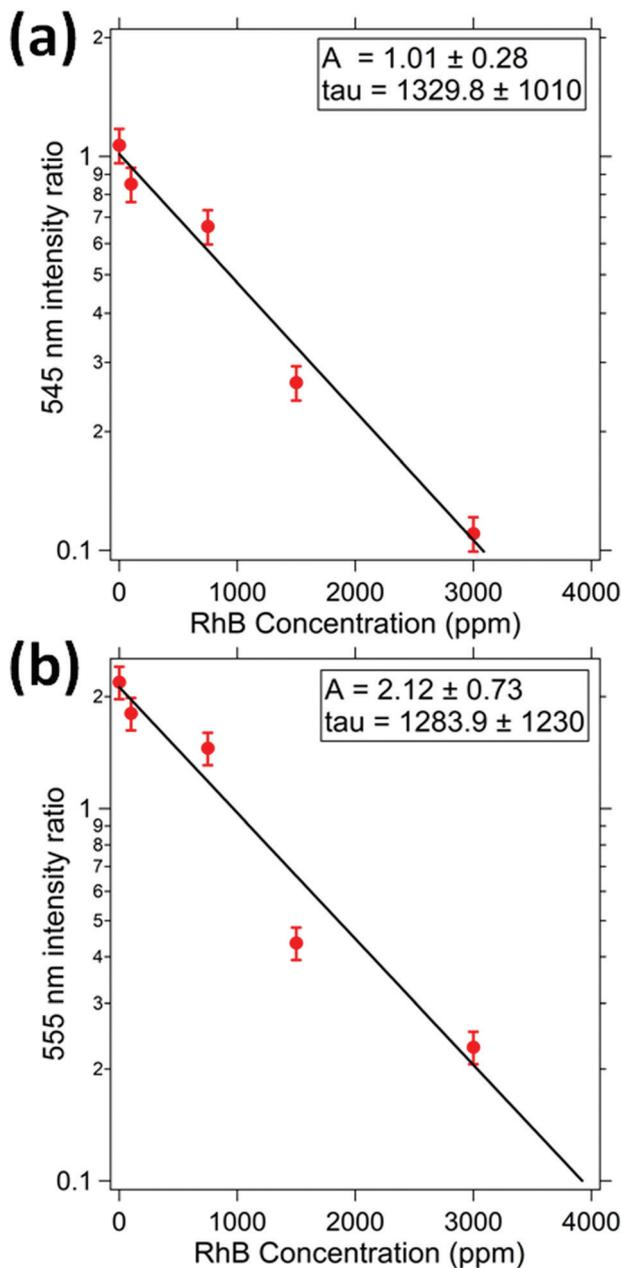 (a)
A = 1.01 ± 0.28
tau = 1329.8 ± 1010
2
1
9
8
7
6
5
4
3
2
0.1
545 nm intensity ratio
0 1000 2000 3000 4000
RhB Concentration (ppm)
(b)
A = 2.12 ± 0.73
tau = 1283.9 ± 1230
2
1
9
8
7
6
5
4
3
2
0.1
555 nm intensity ratio
0 1000 2000 3000 4000
RhB Concentration (ppm)